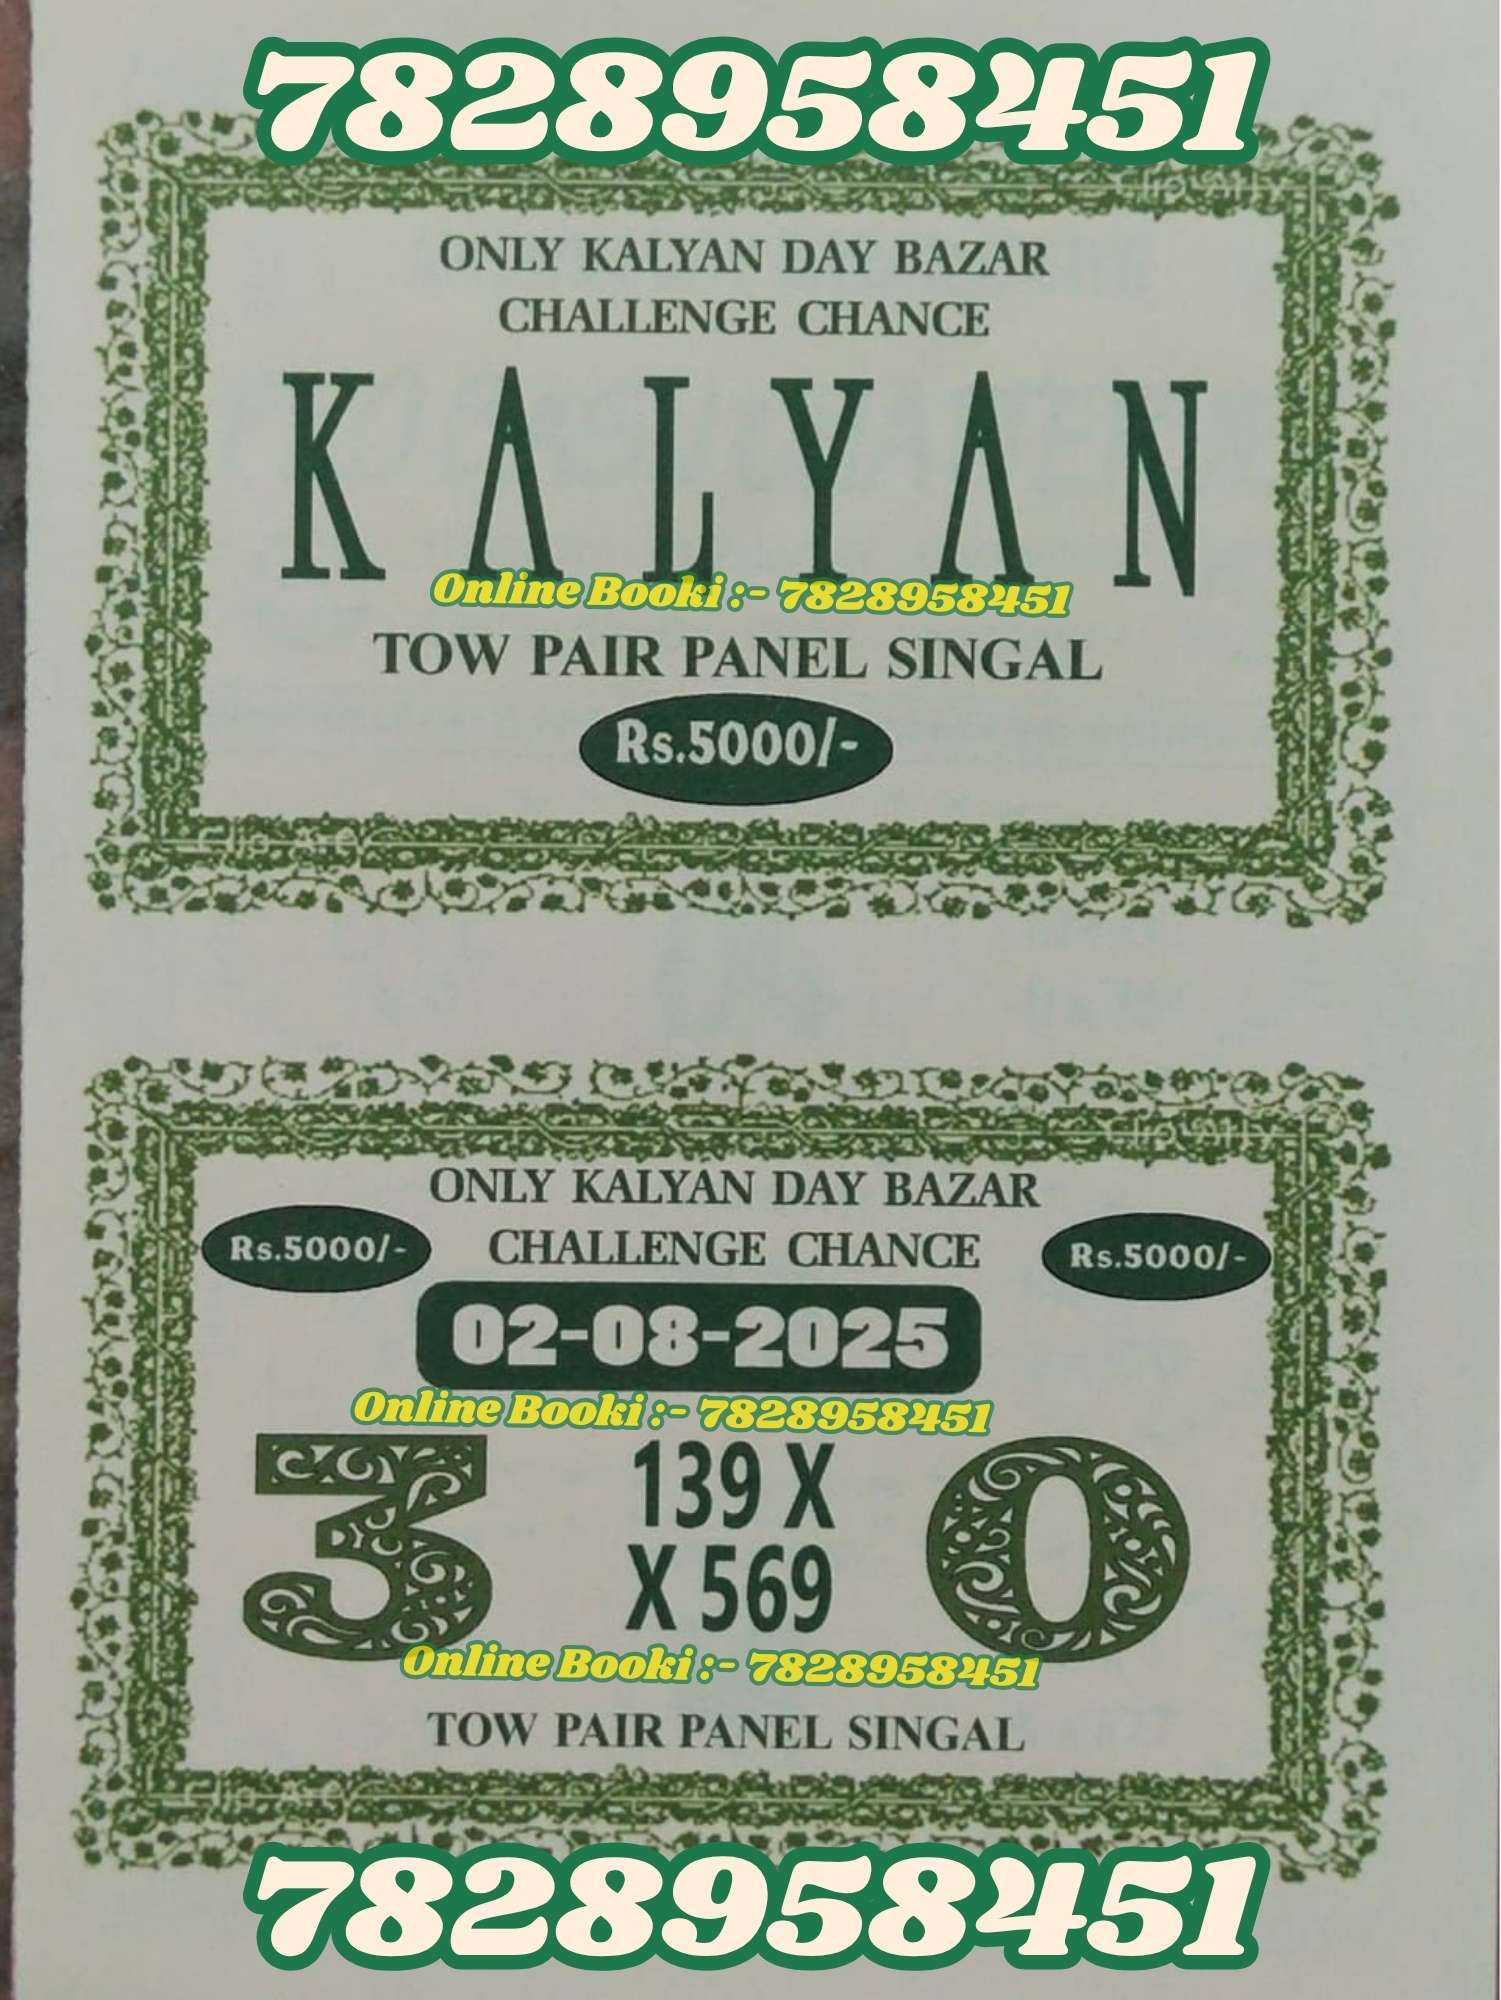 7828958451
ONLY KALYAN DAY BAZAR
CHALLENGE CHANCE
KALYAN
Online Booki :- 7828958451
TOW PAIR PANEL SINGAL
Rs.5000/-
ONLY KALYAN DAY BAZAR
Rs.5000/- CHALLENGE CHANCE Rs.5000/-
02-08-2025
Online Booki :- 7828958451
3 139 X 0
X 569
Online Booki :- 7828958451
TOW PAIR PANEL SINGAL
7828958451